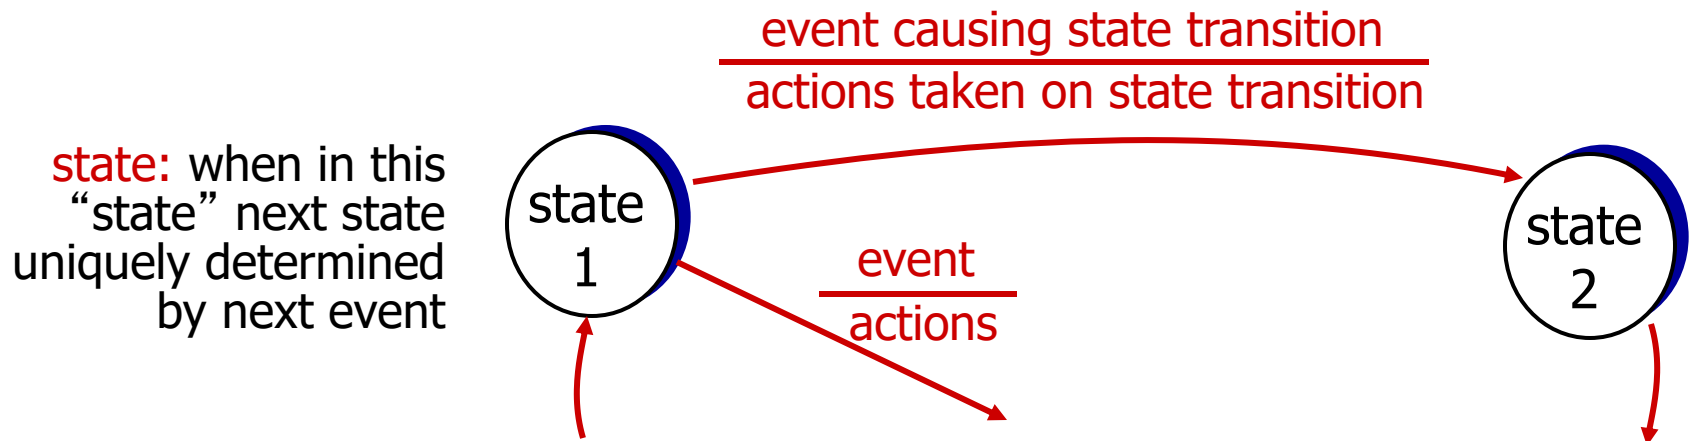 event causing state transition
actions taken on state transition
state: when in this
“state” next state
uniquely determined
by next event
state
1
event
actions
state
2